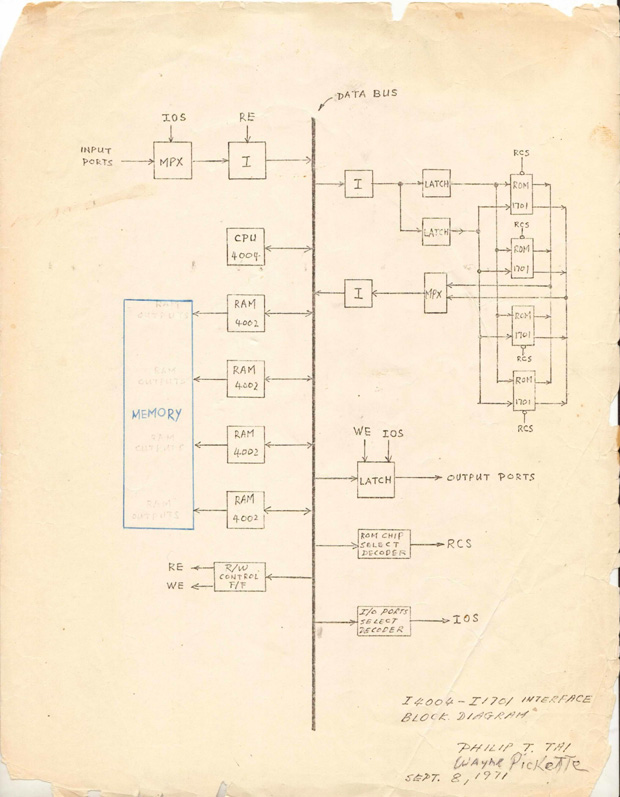 DATA BUS
IOS
RE
INPUT
PORTS
MPX
I
CPU
4004
RAM
4002
RAM
4002
RAM
4002
RAM
4002
RAM
OUTPUTS
RAM
OUTPUTS
MEMORY
RAM
OUTPUTS
RAM
OUTPUTS
RE
WE
R/W
CONTROL
F/F
I
LATCH
LATCH
I
MPX
RCS
ROM
1701
RCS
ROM
1701
ROM
1701
RCS
ROM
1701
RCS
WE IOS
LATCH
OUTPUT PORTS
ROM CHIP
SELECT
DECODER
RCS
I/O PORTS
SELECT
DECODER
IOS
I4004-I1701 INTERFACE
BLOCK DIAGRAM"
PHILIP T. TAI
Wayne Pickette
SEPT. 8, 1971